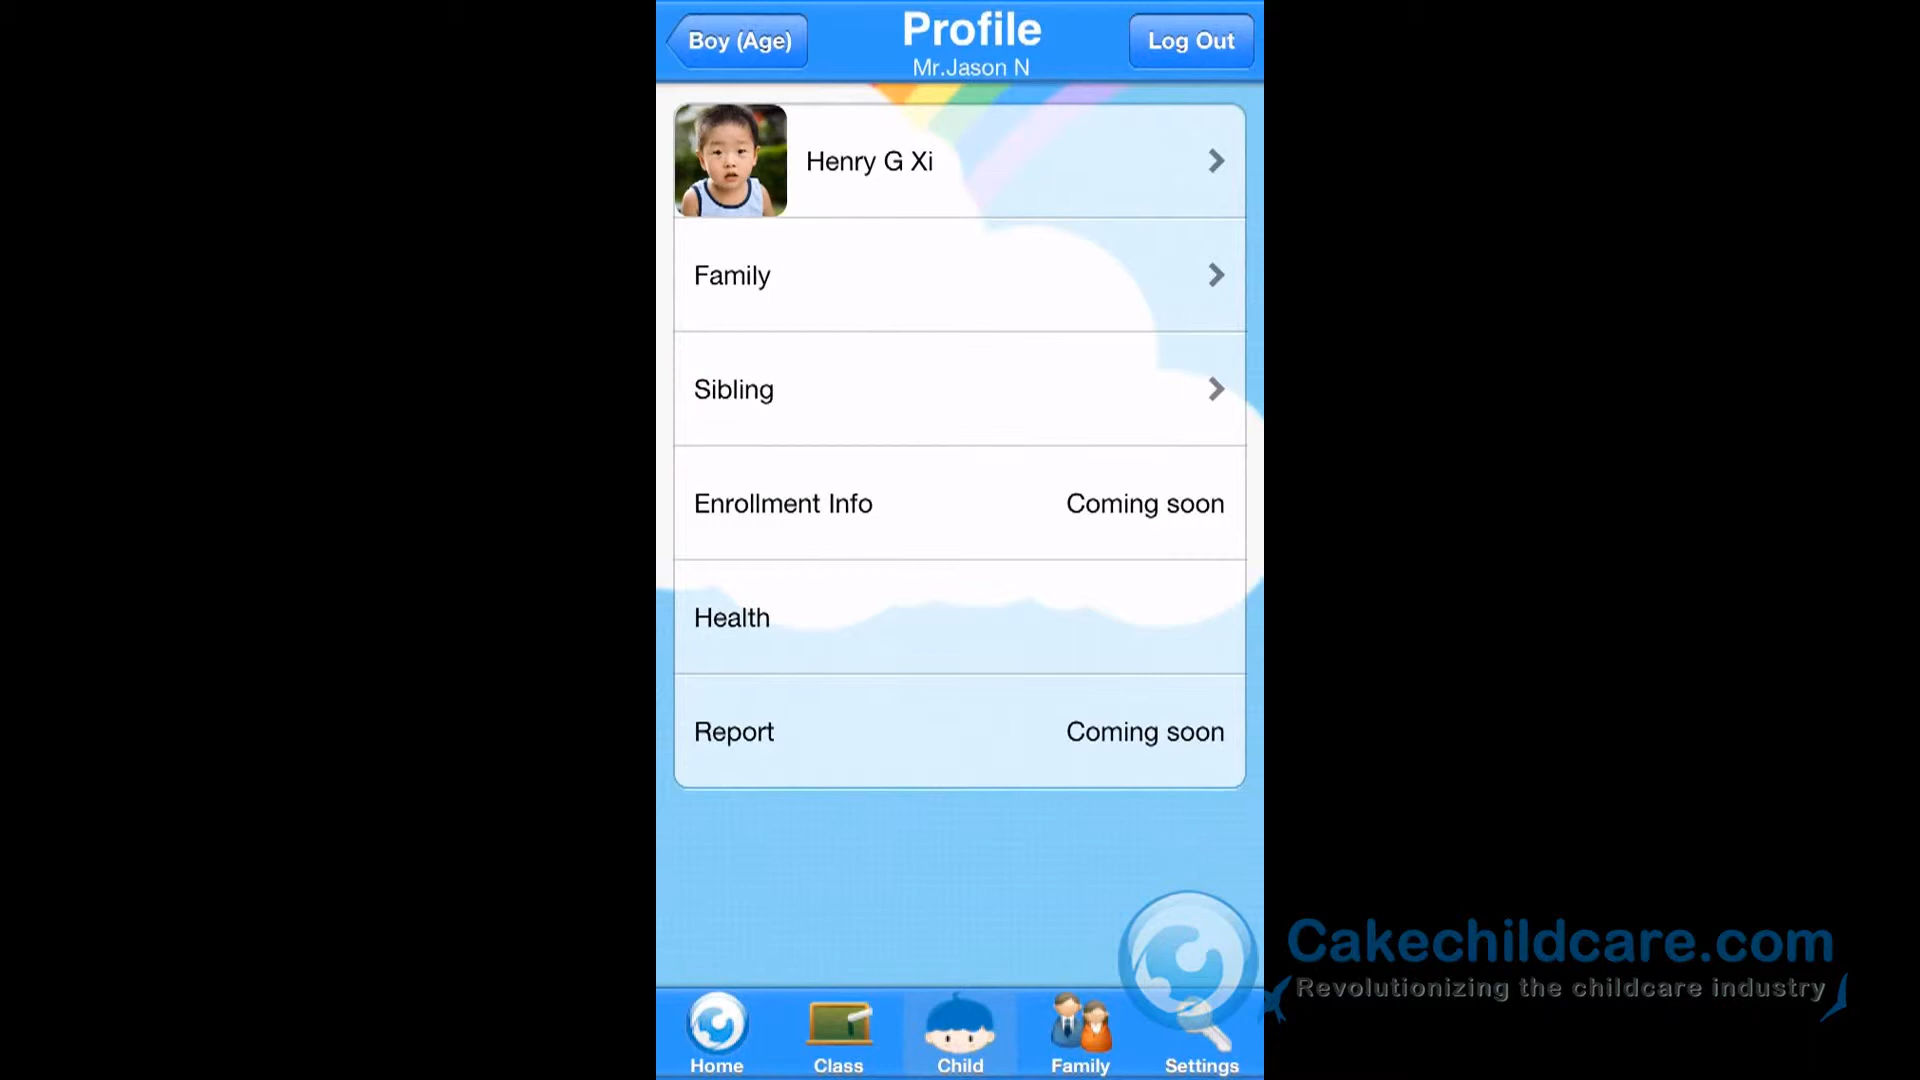 Boy (Age)
Profile
Log Out
Mr.Jason N
Henry G Xi
Family
Sibling
Enrollment Info
Coming soon
Health
Report
Coming soon
Cakechildcare.com
Revolutionizing the childcare industry
Home
Class
Child
Family
Settings